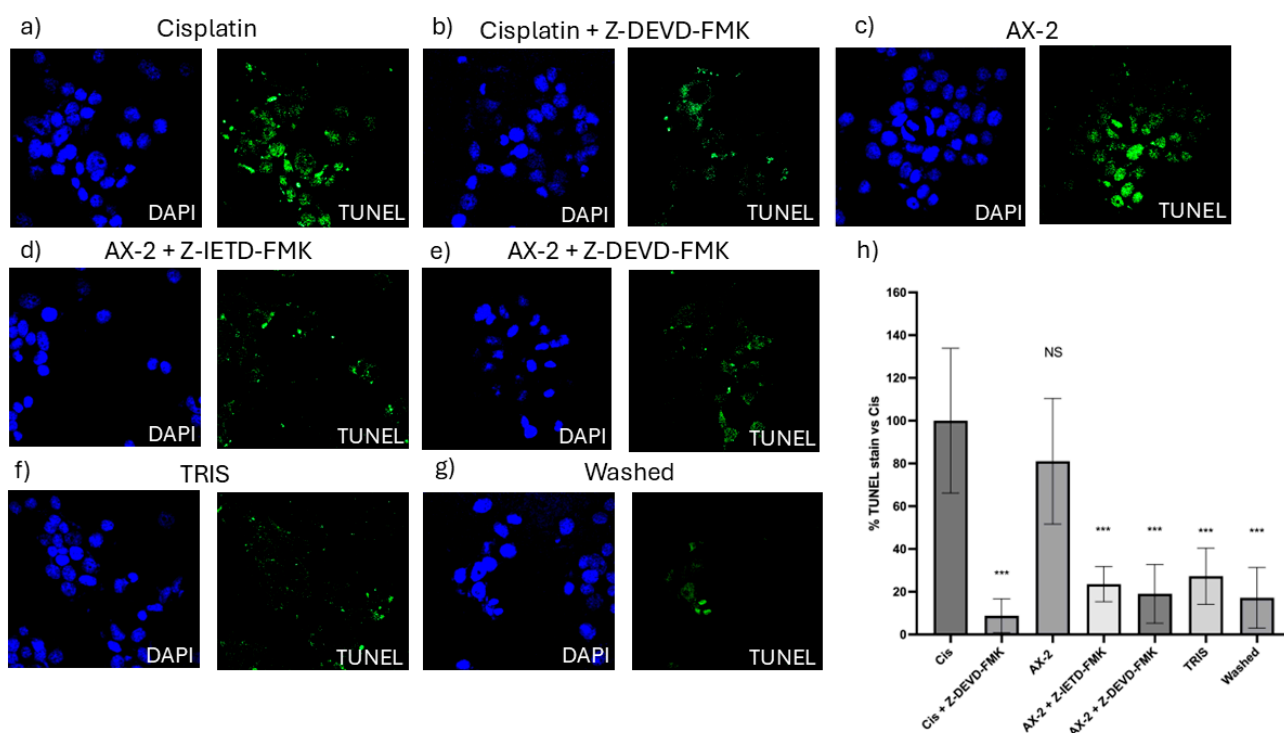 a) Cisplatin
DAPI
TUNEL
b) Cisplatin + Z-DEVD-FMK
DAPI
TUNEL
c) AX-2
DAPI
TUNEL
d) AX-2 + Z-IETD-FMK
DAPI
TUNEL
e) AX-2 + Z-DEVD-FMK
DAPI
TUNEL
f) TRIS
DAPI
TUNEL
g) Washed
DAPI
TUNEL
h)
% TUNEL stain vs Cis
160
140
120
100
80
60
40
20
0
***
NS
***
***
***
***
Cis
Cis + Z-DEVD-FMK
AX-2
AX-2 + Z-IETD-FMK
AX-2 + Z-DEVD-FMK
TRIS
Washed